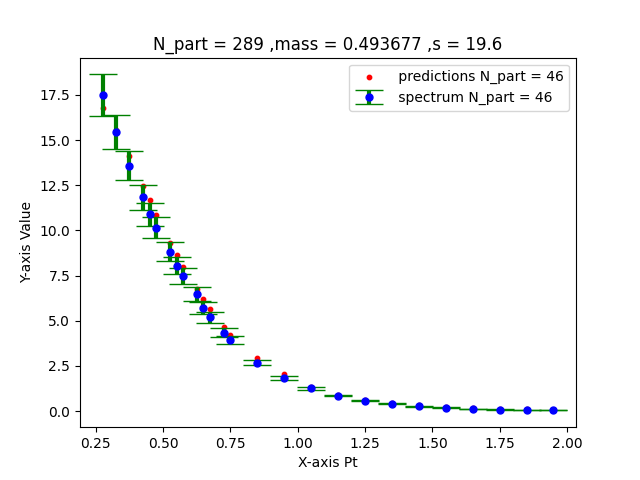 N_part = 289 ,mass = 0.493677 ,s = 19.6
predictions N_part = 46
spectrum N_part = 46
17.5
15.0
12.5
10.0
7.5
5.0
2.5
0.0
Y-axis Value
0.25 0.50 0.75 1.00 1.25 1.50 1.75 2.00
X-axis Pt